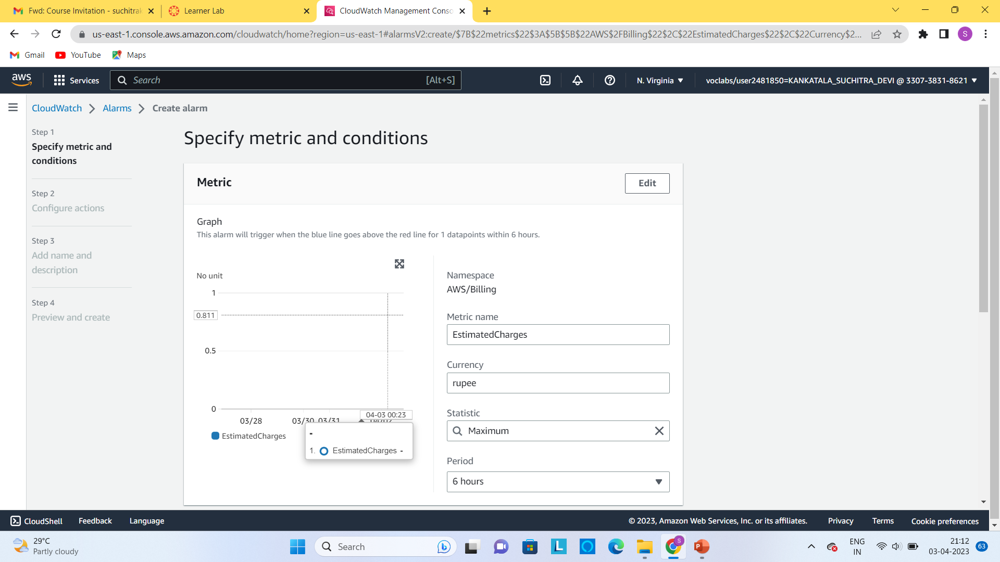 Fwd: Course Invitation - suchitrak
Learner Lab
CloudWatch Management Conso
us-east-1.console.aws.amazon.com/cloudwatch/home?region=us-east-1#alarmsV2:create/$7B$22metrics$22$3A$5B$5B$22AWS$2FBilling$22$2C$22EstimatedCharges$22$2C$22Currency$2...
S
Gmail
YouTube
Maps
aws
Services
Search
[Alt+S]
N. Virginia
voclabs/user2481850=KANKATALA_SUCHITRA_DEVI @ 3307-3831-8621
CloudWatch
Alarms
Create alarm
Step 1
Specify metric and
conditions
Step 2
Configure actions
Step 3
Add name and
description
Step 4
Preview and create
Specify metric and conditions
Metric
Edit
Graph
This alarm will trigger when the blue line goes above the red line for 1 datapoints within 6 hours.
No unit
1
0.811
0.5
0
03/28
03/30
03/31
04/02
04-03 00:23
EstimatedCharges
-
1. EstimatedCharges -
Namespace
AWS/Billing
Metric name
EstimatedCharges
Currency
rupee
Statistic
Maximum
Period
6 hours
CloudShell
Feedback
Language
© 2023, Amazon Web Services, Inc. or its affiliates.
Privacy
Terms
Cookie preferences
29°C
Partly cloudy
Search
L
S
P
ENG
IN
21:12
03-04-2023
63